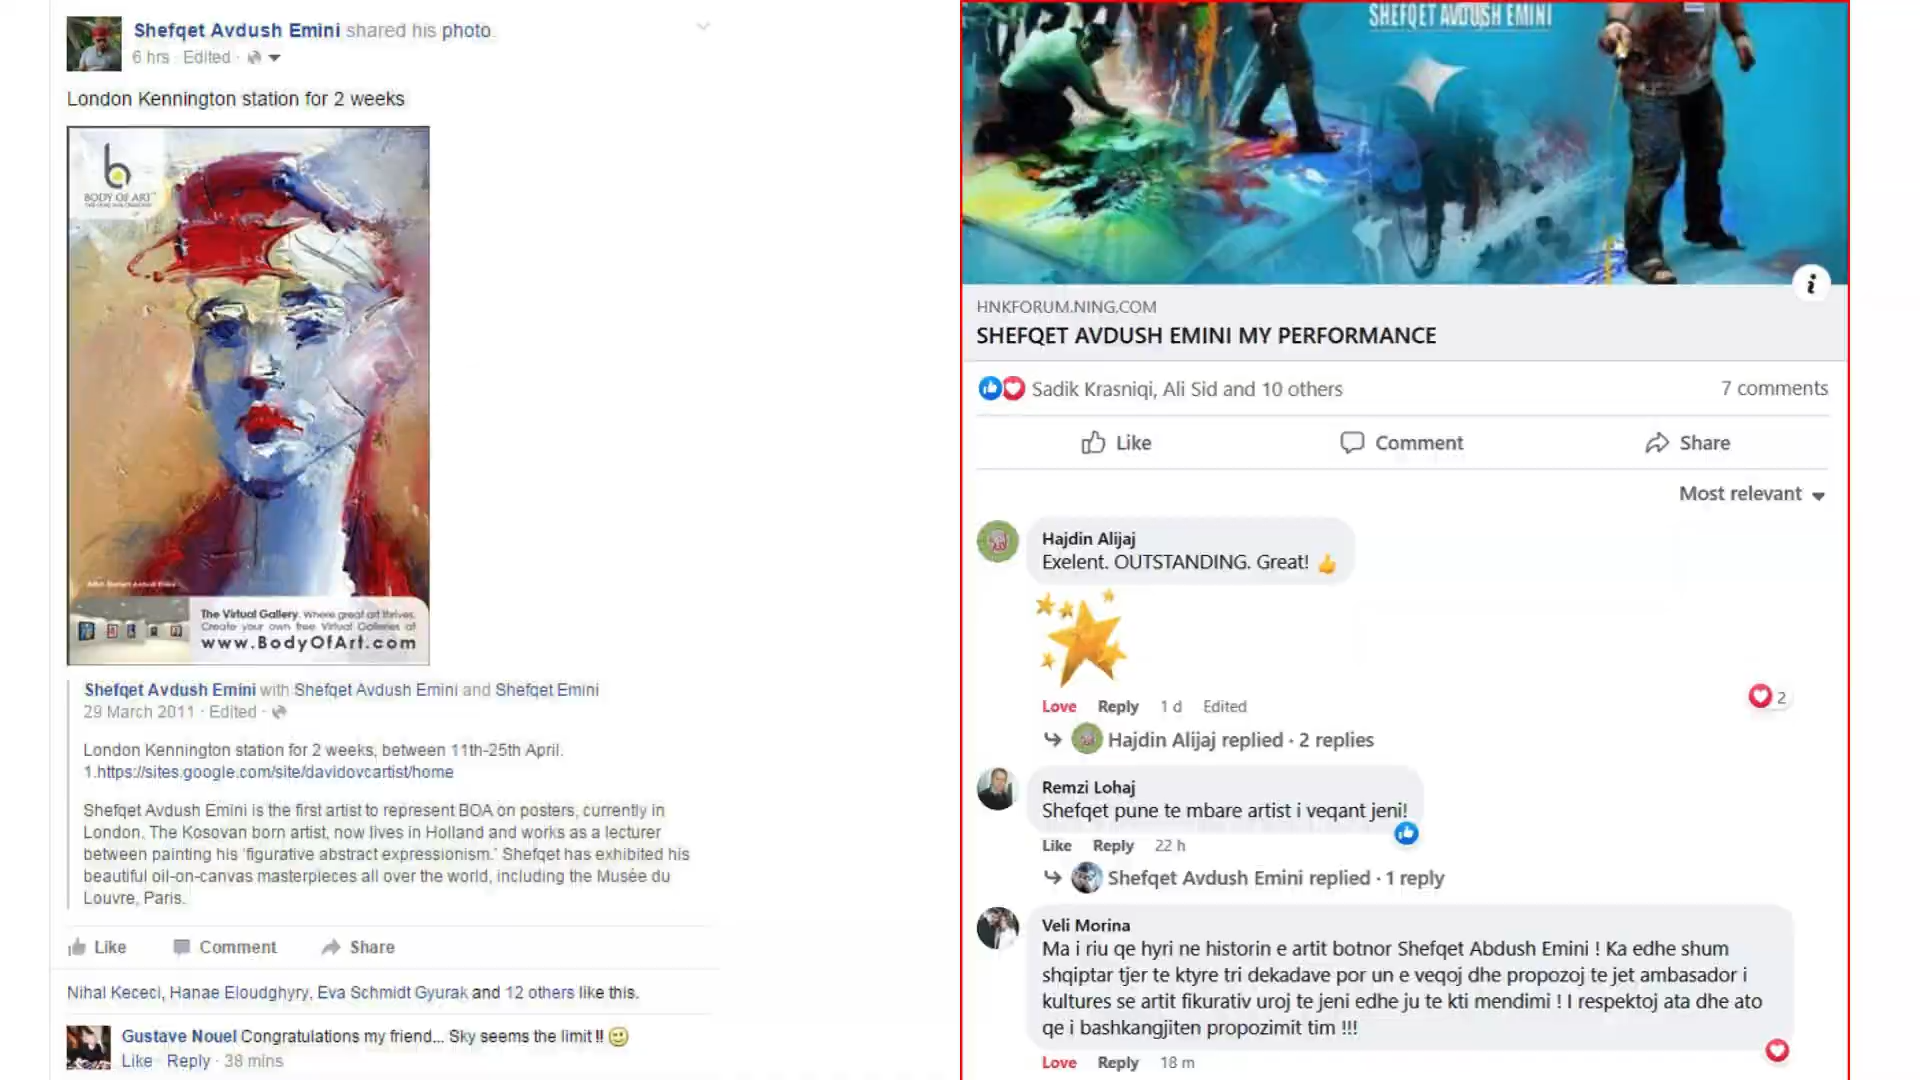 Shefqet Avdush Emini shared his photo.
6 hrs · Edited ·
London Kennington station for 2 weeks
b
BODY OF ART
The Virtual Gallery. Where great art thrives.
Create your own free Virtual Galleries at
www.BodyOfArt.com
Shefqet Avdush Emini with Shefqet Avdush Emini and Shefqet Emini
29 March 2011 · Edited ·
London Kennington station for 2 weeks, between 11th-25th April.
1.https://sites.google.com/site/davidovcartist/home
Shefqet Avdush Emini is the first artist to represent BOA on posters, currently in
London. The Kosovan born artist, now lives in Holland and works as a lecturer
between painting his 'figurative abstract expressionism.' Shefqet has exhibited his
beautiful oil-on-canvas masterpieces all over the world, including the Musée du
Louvre, Paris.
Like Comment Share
Nihal Kececi, Hanae Eloudghyry, Eva Schmidt Gyurak and 12 others like this.
Gustave Nouel Congratulations my friend... Sky seems the limit !! 😉
Like · Reply · 38 mins
SHEFQET AVDUSH EMINI
HNKFORUM.NING.COM
SHEFQET AVDUSH EMINI MY PERFORMANCE
Sadik Krasniqi, Ali Sid and 10 others 7 comments
Like Comment Share
Most relevant
Hajdin Alijaj
Exelent. OUTSTANDING. Great! 👍
Love Reply 1 d Edited 2
Hajdin Alijaj replied · 2 replies
Remzi Lohaj
Shefqet pune te mbare artist i veqant jeni!
Like Reply 22 h
Shefqet Avdush Emini replied · 1 reply
Veli Morina
Ma i riu qe hyri ne historin e artit botnor Shefqet Abdush Emini ! Ka edhe shum
shqiptar tjer te ktyre tri dekadave por un e veqoj dhe propozoj te jet ambasador i
kultures se artit fikurativ uroj te jeni edhe ju te kti mendimi ! I respektoj ata dhe ato
qe i bashkangjiten propozimit tim !!!
Love Reply 18 m